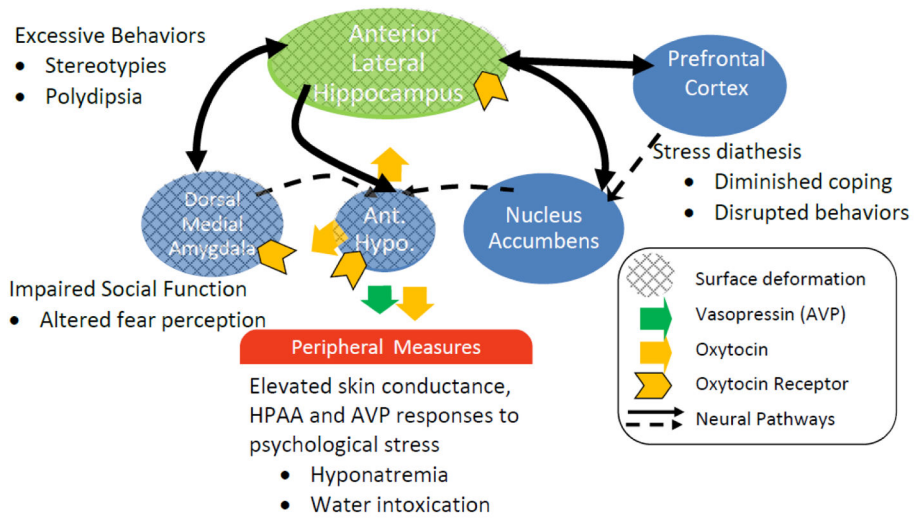 Excessive Behaviors
• Stereotypies
• Polydipsia
Anterior
Lateral
Hippocampus
Prefrontal
Cortex
Stress diathesis
• Diminished coping
• Disrupted behaviors
Dorsal
Medial
Amygdala
Ant.
Hypo.
Nucleus
Accumbens
Impaired Social Function
• Altered fear perception
Peripheral Measures
Elevated skin conductance,
HPAA and AVP responses to
psychological stress
• Hyponatremia
• Water intoxication
Surface deformation
Vasopressin (AVP)
Oxytocin
Oxytocin Receptor
Neural Pathways